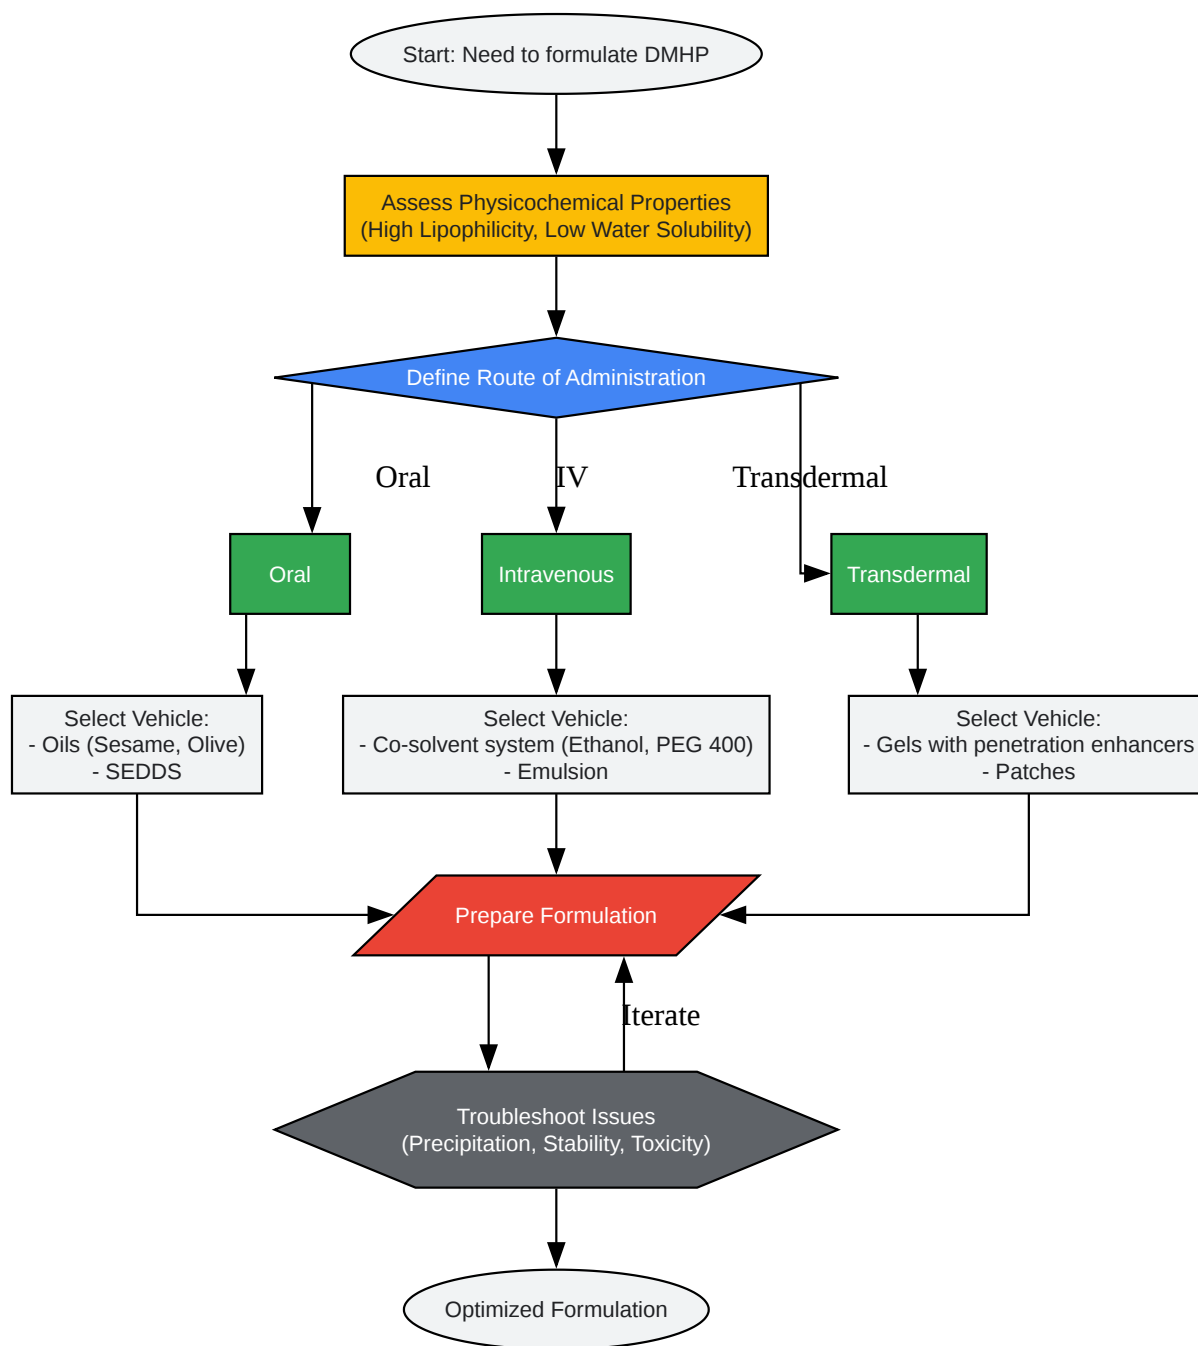 Start: Need to formulate DMHP
Assess Physicochemical Properties
(High Lipophilicity, Low Water Solubility)
Define Route of Administration
Oral
IV
Transdermal
Oral
Intravenous
Transdermal
Select Vehicle:
- Oils (Sesame, Olive)
- SEDDS
Select Vehicle:
- Co-solvent system (Ethanol, PEG 400)
- Emulsion
Select Vehicle:
- Gels with penetration enhancers
- Patches
Prepare Formulation
Iterate
Troubleshoot Issues
(Precipitation, Stability, Toxicity)
Optimized Formulation